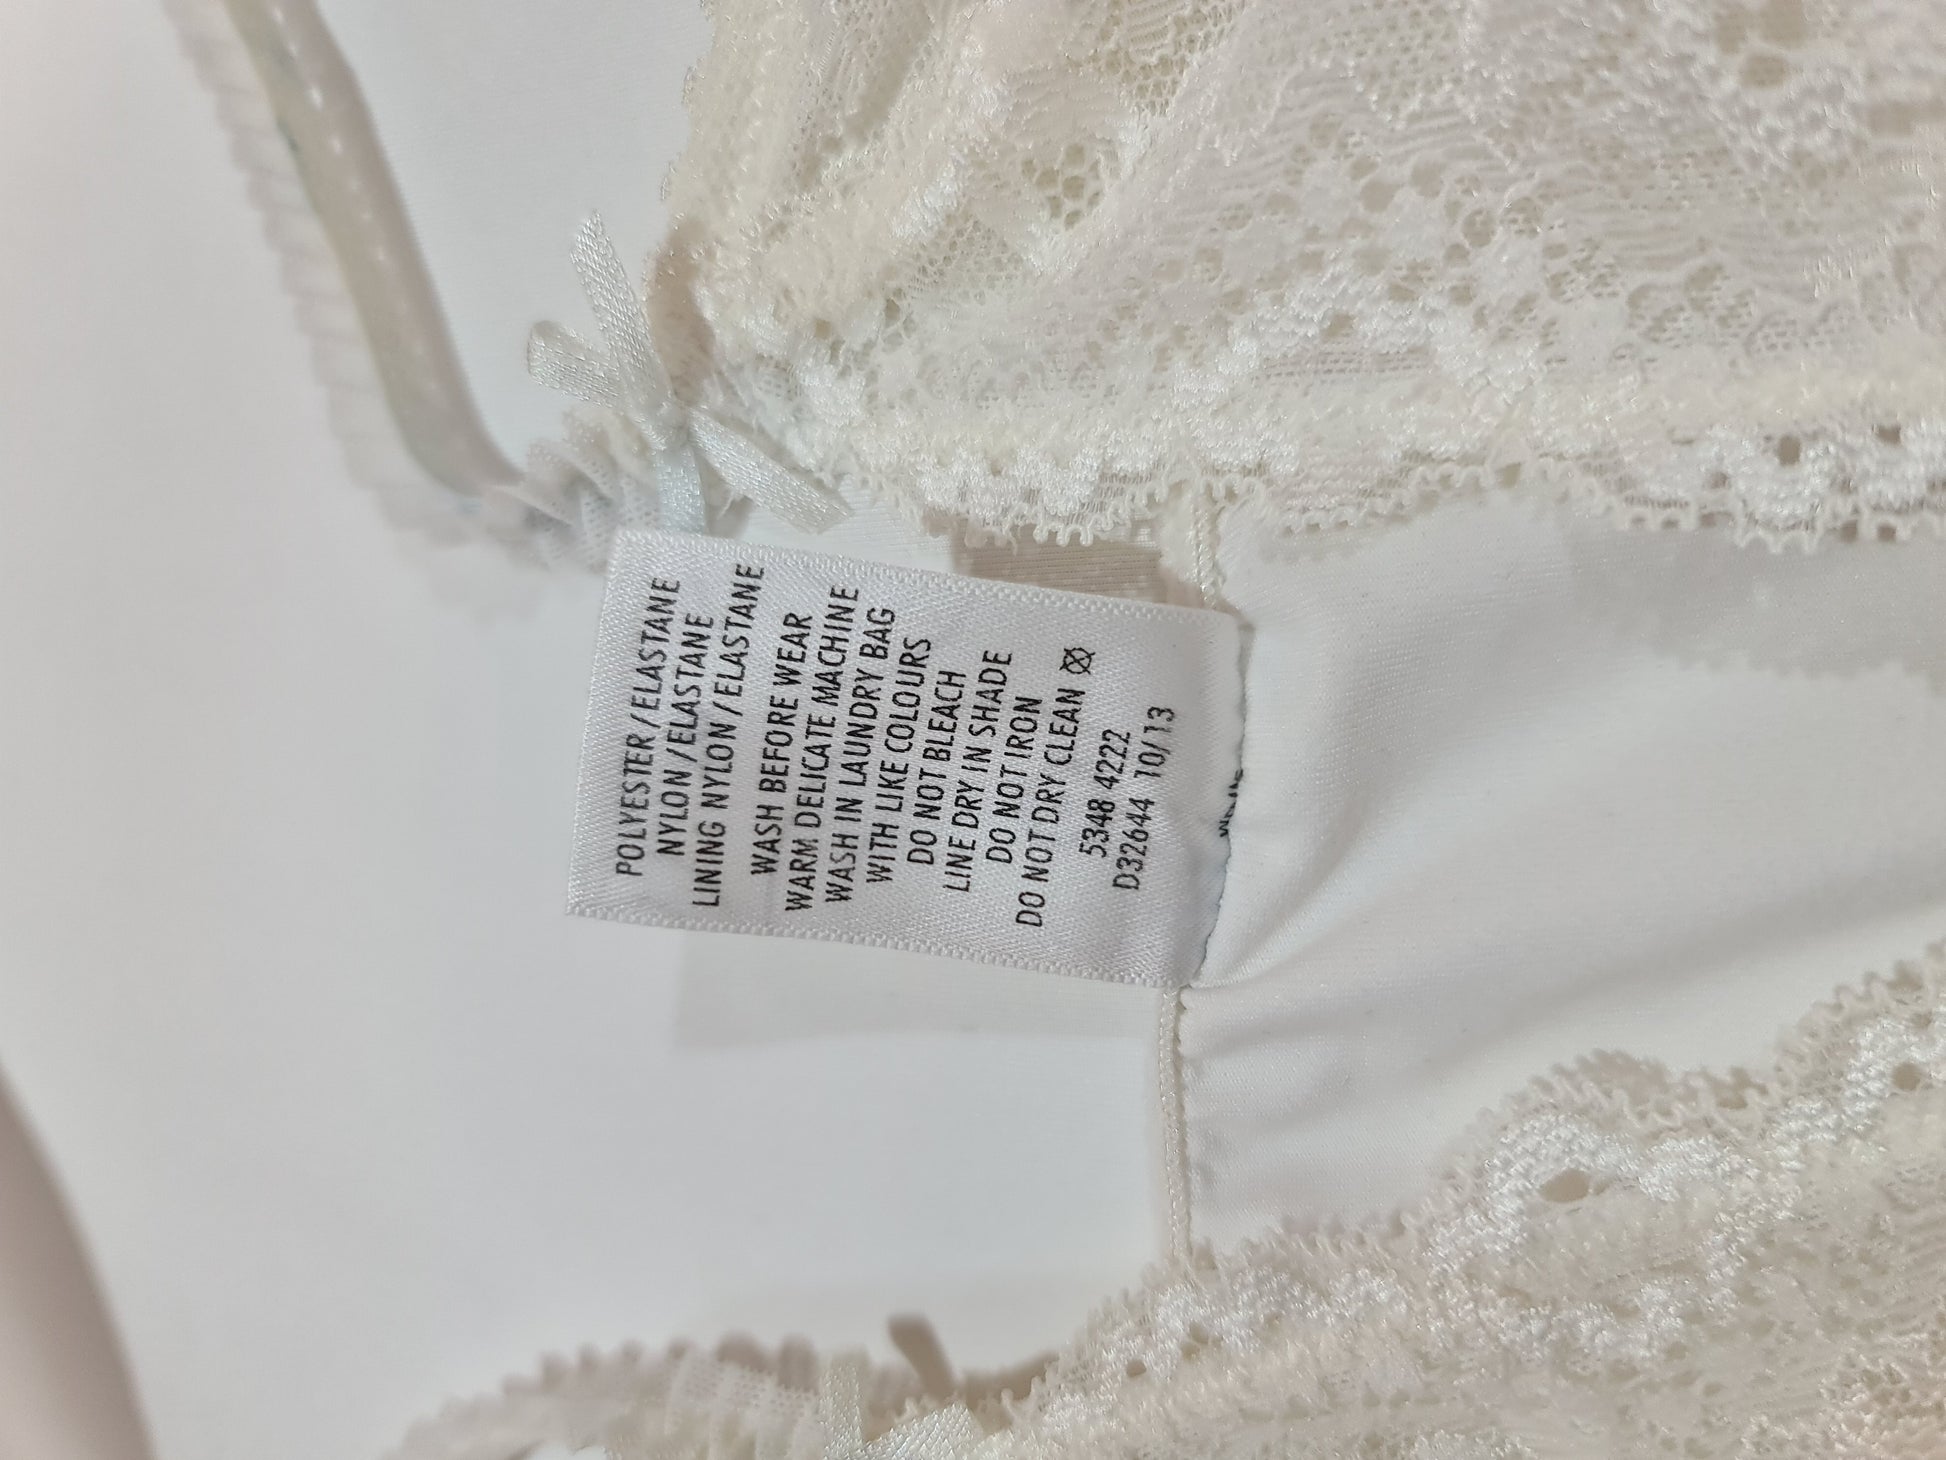 POLYESTER/ELASTANE
NYLON/ELASTANE
LINING NYLON/ELASTANE
WASH BEFORE WEAR
WARM DELICATE MACHINE
WASH IN LAUNDRY BAG
WITH LIKE COLOURS
DO NOT BLEACH
LINE DRY IN SHADE
DO NOT IRON
DO NOT DRY CLEAN
5348 4222
D32644 10/13